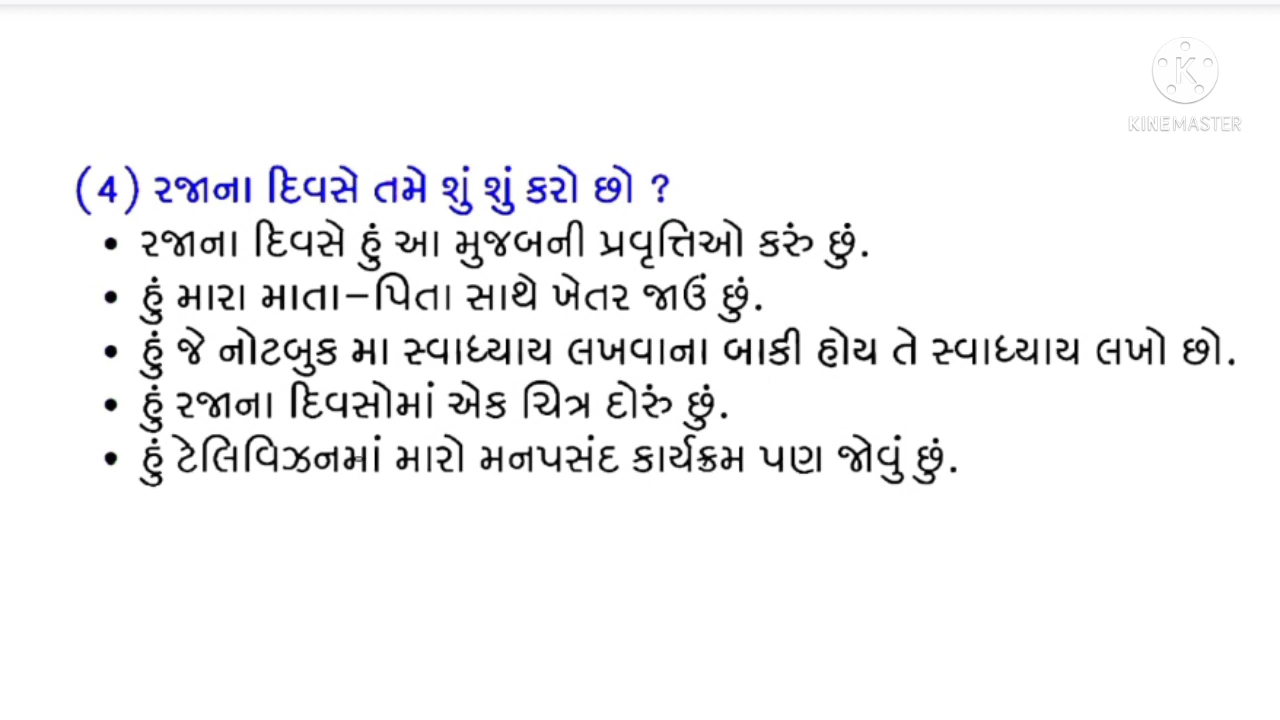 KINEMASTER
(4) રજાના દિવસે તમે શું શું કરો છો ?
• રજાના દિવસે હું આ મુજબની પ્રવૃત્તિઓ કરું છું.
• હું મારા માતા-પિતા સાથે ખેતર જાઉં છું.
• હું જે નોટબુક મા સ્વાધ્યાય લખવાના બાકી હોય તે સ્વાધ્યાય લખો છો.
• હું રજાના દિવસોમાં એક ચિત્ર દોરું છું.
• હું ટેલિવિઝનમાં મારો મનપસંદ કાર્યક્રમ પણ જોવું છું.